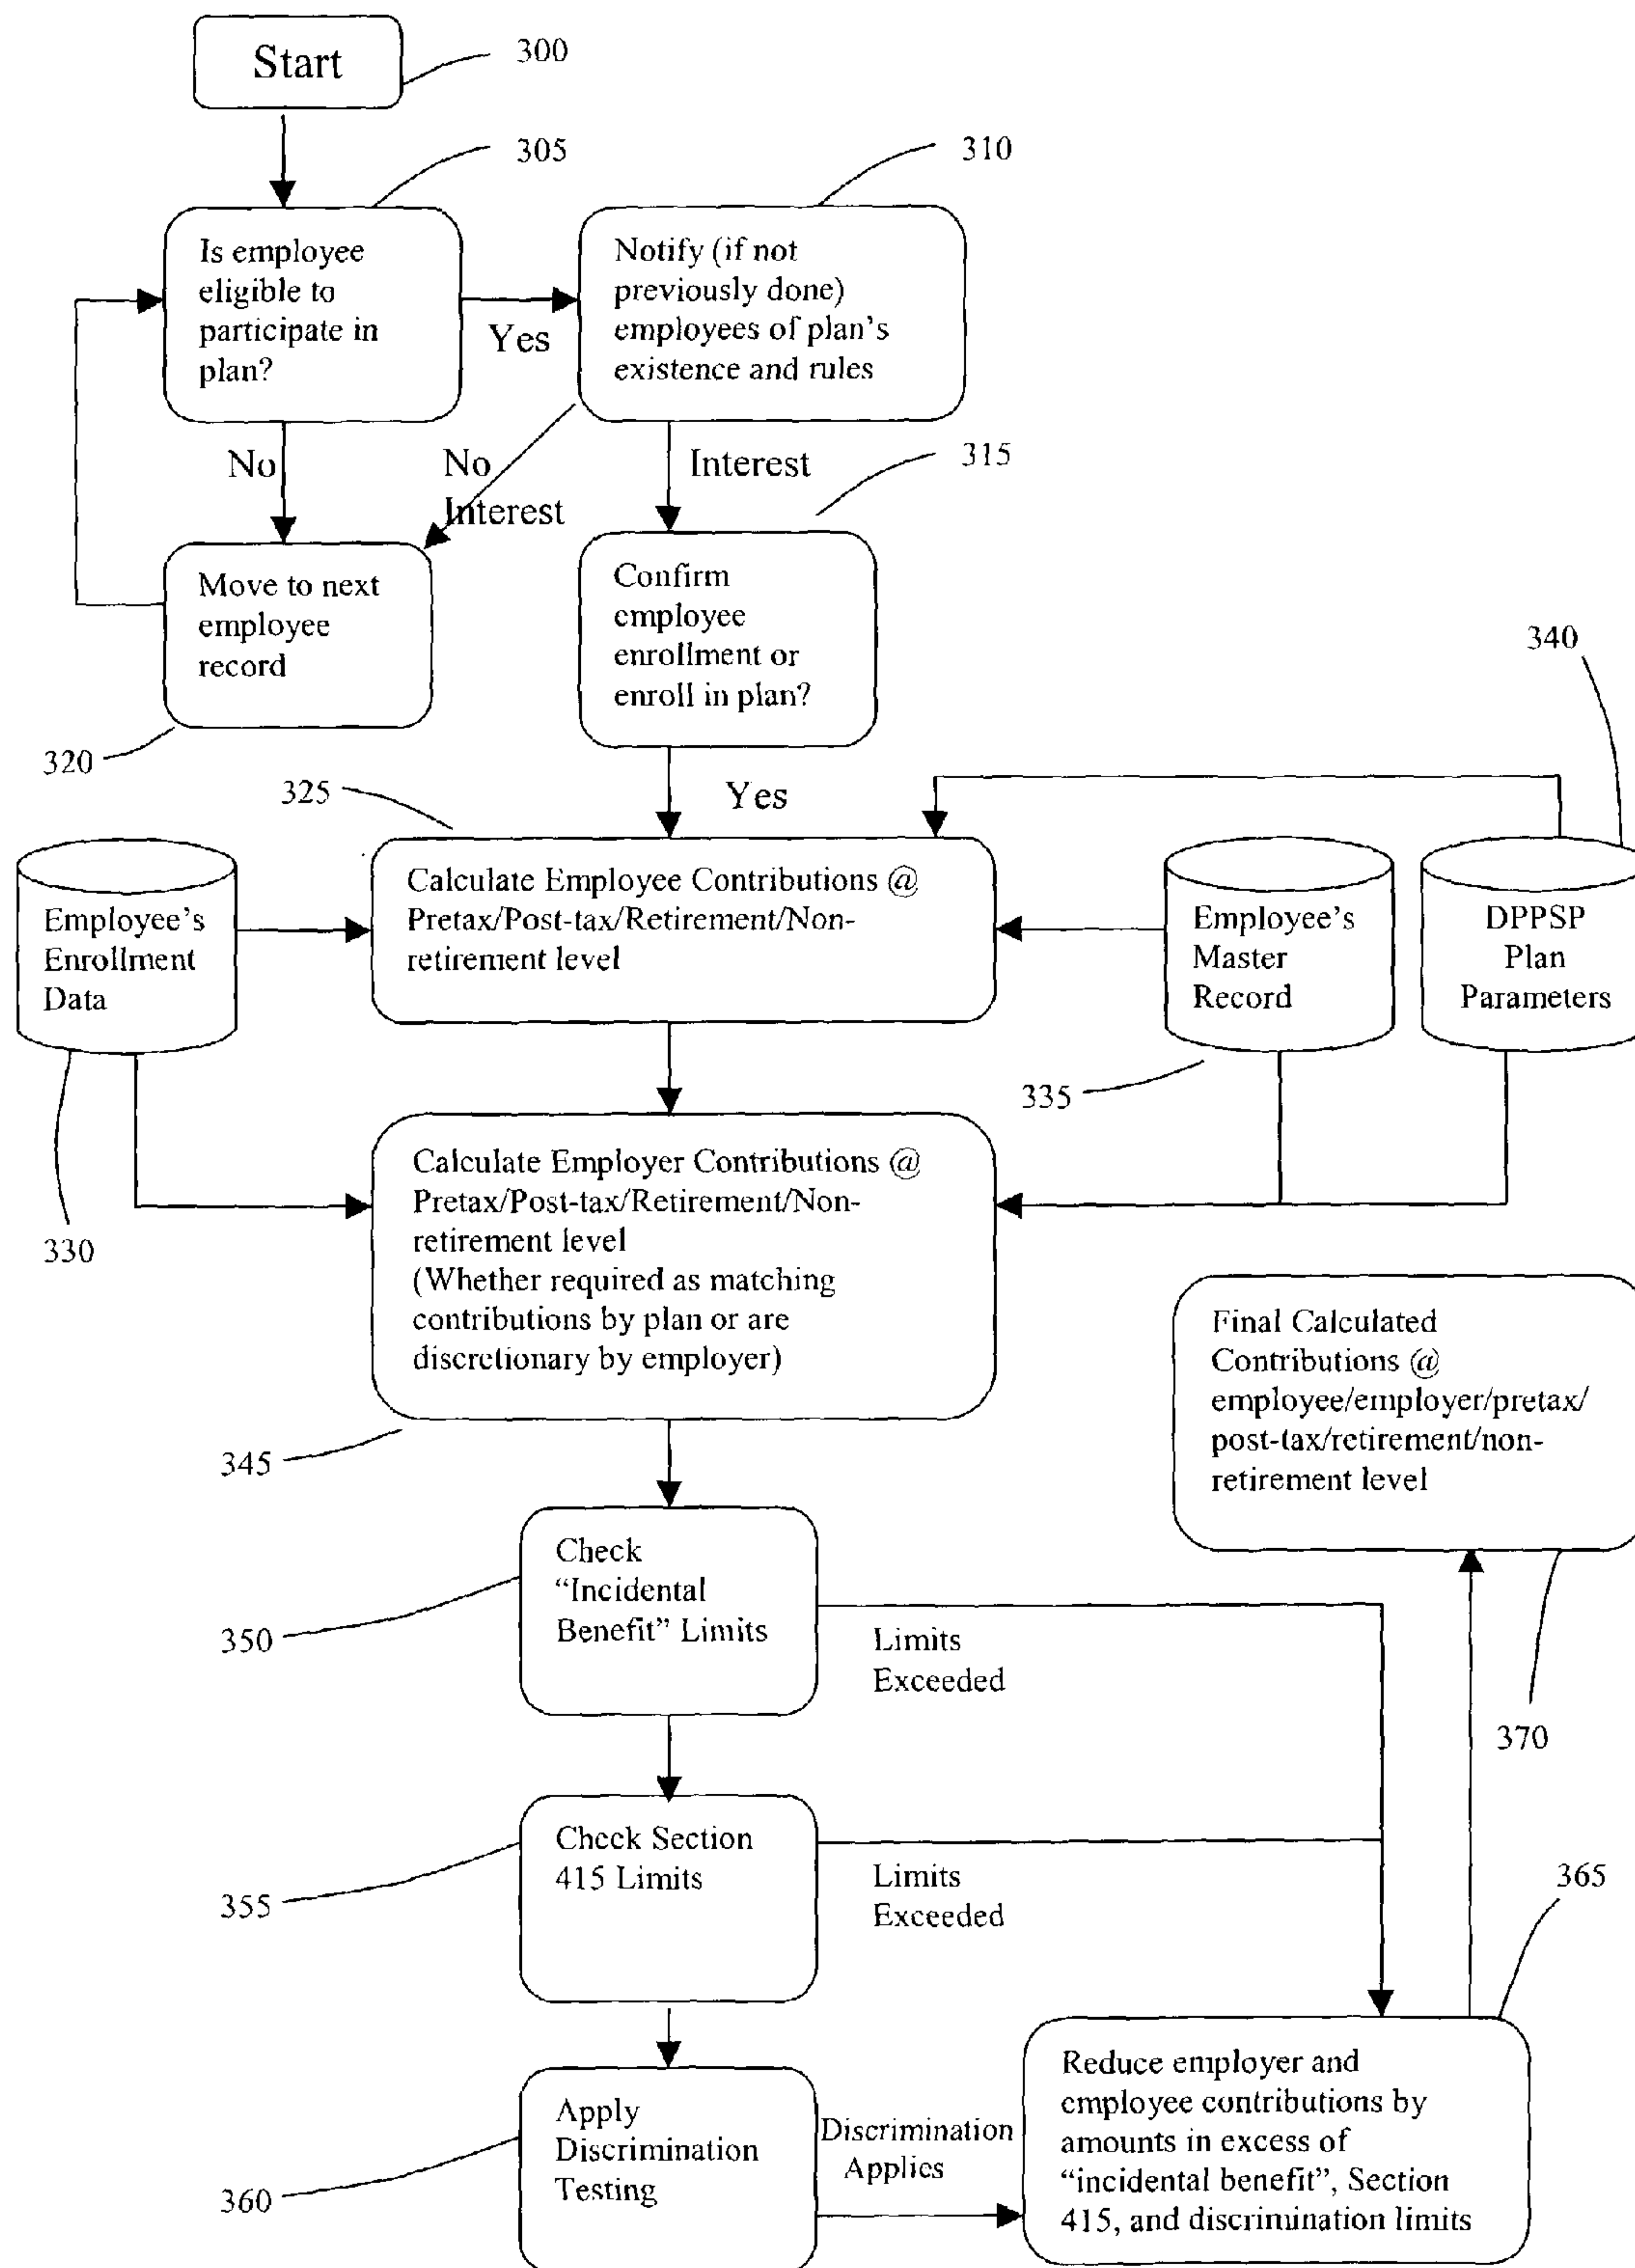 Start
300
305
310
Is employee
eligible to
participate in
plan?
Yes
Notify (if not
previously done)
employees of plan's
existence and rules
No
No
Interest
Interest
315
Move to next
employee
record
320
Confirm
employee
enrollment or
enroll in plan?
340
325
Yes
Employee's
Enrollment
Data
Calculate Employee Contributions @
Pretax/Post-tax/Retirement/Non-
retirement level
Employee's
Master
Record
DPPSP
Plan
Parameters
335
330
Calculate Employer Contributions @
Pretax/Post-tax/Retirement/Non-
retirement level
(Whether required as matching
contributions by plan or are
discretionary by employer)
345
Final Calculated
Contributions @
employee/employer/pretax/
post-tax/retirement/non-
retirement level
370
Check
“Incidental
Benefit” Limits
350
Limits
Exceeded
Check Section
415 Limits
355
Limits
Exceeded
365
Apply
Discrimination
Testing
360
Discrimination
Applies
Reduce employer and
employee contributions by
amounts in excess of
“incidental benefit”, Section
415, and discrimination limits